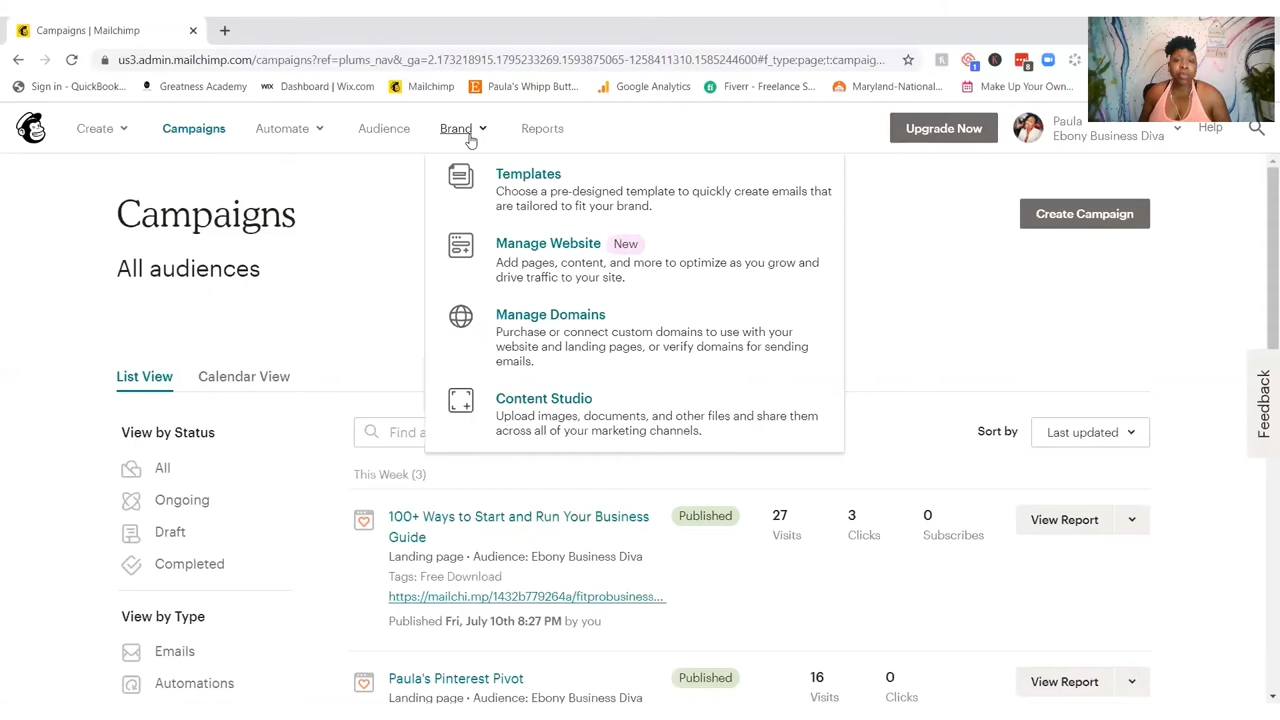 Campaigns | Mailchimp
us3.admin.mailchimp.com/campaigns?ref=plum-nav&_ga=2.173218915.1795583269.1593875065-1258411310.1585244600#f_type:page;t:campaig...
Sign in - QuickBook... Greatness Academy WIX Dashboard | Wix.com Mailchimp Paula's Whipp Butt... Google Analytics Fiverr - Freelance S... Maryland-National... Make Up Your Own...
Create Campaigns Automate Audience Brand Reports Upgrade Now Paula Help
Ebony Business Diva
Templates
Choose a pre-designed template to quickly create emails that
are tailored to fit your brand.
Manage Website New
Add pages, content, and more to optimize as you grow and
drive traffic to your site.
Manage Domains
Purchase or connect custom domains to use with your
website and landing pages, or verify domains for sending
emails.
Content Studio
Upload images, documents, and other files and share them
across all of your marketing channels.
Campaigns
All audiences
Create Campaign
List View Calendar View
Feedback
View by Status
All
Ongoing
Draft
Completed
View by Type
Emails
Automations
Find a
Sort by Last updated
This Week (3)
100+ Ways to Start and Run Your Business
Guide
Published
27 3 0
Visits Clicks Subscribes
View Report
Landing page • Audience: Ebony Business Diva
Tags: Free Download
https://mailchi.mp/1432b779264a/fitprobusiness...
Published Fri, July 10th 8:27 PM by you
Paula's Pinterest Pivot
Published
16 0
Visits Clicks
View Report
Landing page • Audience: Ebony Business Diva